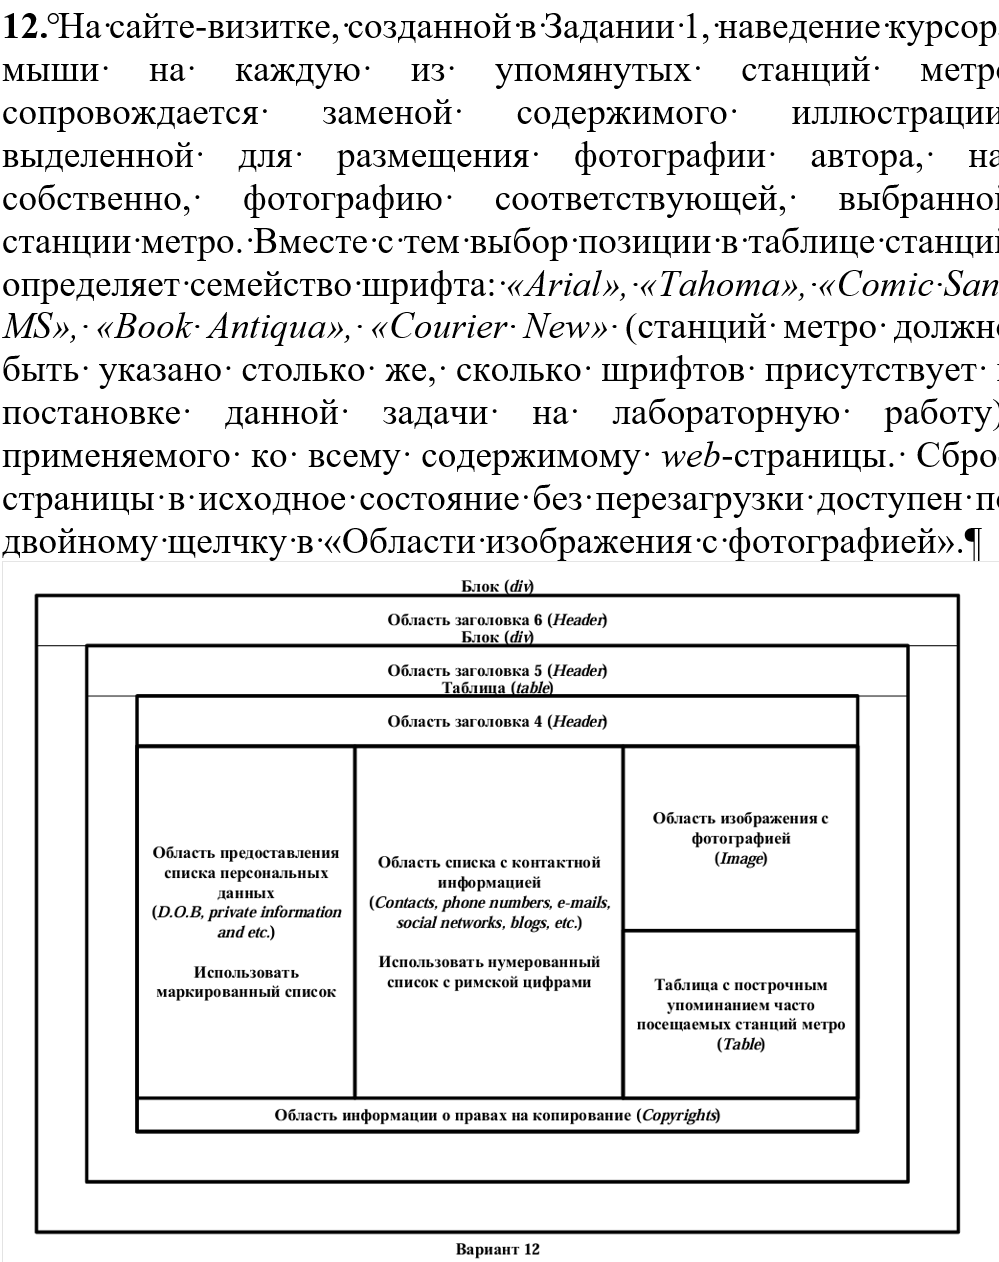 12.°На·сайте-визитке,·созданной·в·Задании·1,·наведение·курсор
мыши· на· каждую· из· упомянутых· станций· метр
сопровождается· заменой· содержимого· иллюстрации
выделенной· для· размещения· фотографии· автора,· на
собственно,· фотографию· соответствующей,· выбранной
станции·метро.·Вместе·с·тем·выбор·позиции·в·таблице·станций
определяет·семейство·шрифта:·«Arial»,·«Tahoma»,·«Comic·San
MS»,· «Book· Antiqua»,· «Courier· New»· (станций· метро· должно
быть· указано· столько· же,· сколько· шрифтов· присутствует·
постановке· данной· задачи· на· лабораторную· работу)
применяемого· ко· всему· содержимому· web-страницы.· Сброс
страницы·в·исходное·состояние·без·перезагрузки·доступен·по
двойному·щелчку·в·«Области·изображения·с·фотографией».¶
Блок (div)
Область заголовка 6 (Header)
Блок (div)
Область заголовка 5 (Header)
Таблица (table)
Область заголовка 4 (Header)
Область предоставления
списка персональных
данных
(D.O.B, private information
and etc.)
Использовать
маркированный список
Область списка с контактной
информацией
(Contacts, phone numbers, e-mails,
social networks, blogs, etc.)
Использовать нумерованный
список с римской цифрами
Область изображения с
фотографией
(Image)
Таблица с построчным
упоминанием часто
посещаемых станций метро
(Table)
Область информации о правах на копирование (Copyrights)
Вариант 12